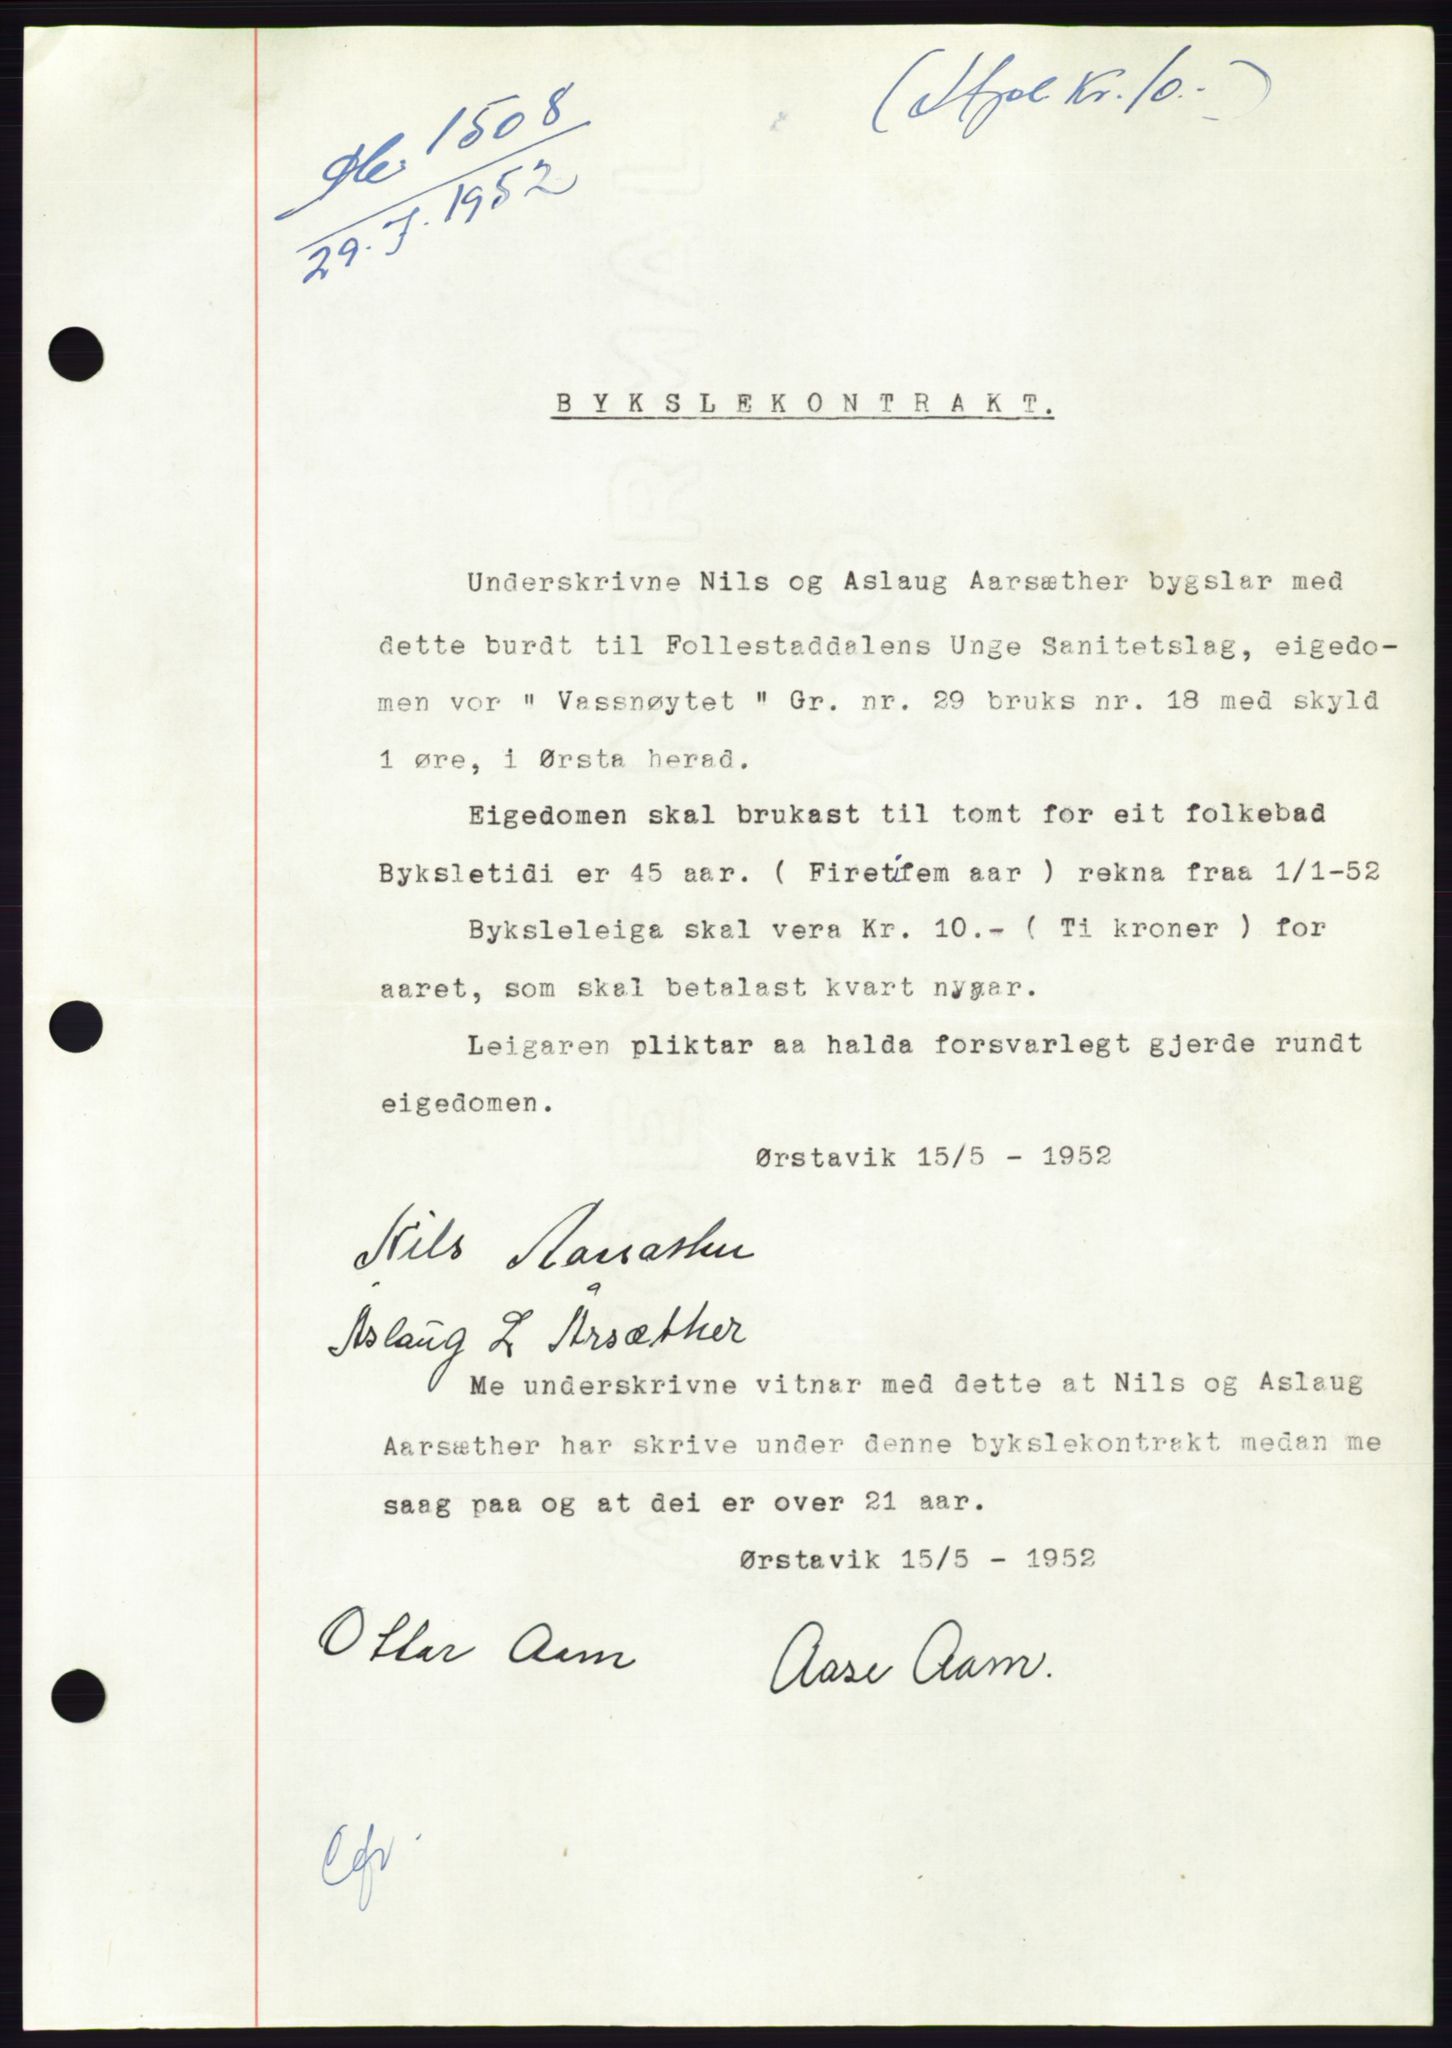 1508
29.7.1952
Kr. 10.-)
BYKSLEKONTRAKT.
Underskrivne Nils og Aslaug Aarsæther bygslar med
dette burdt til Follestaddalens Unge Sanitetslag, eigedo-
men vor " Vassnøytet " Gr. nr. 29 bruks nr. 18 med skyld
1 øre, i Ørsta herad.
Eigedomen skal brukast til tomt for eit folkebad
Byksletidi er 45 aar. ( Firetifem aar ) rekna fraa 1/1-52
Byksleleiga skal vera Kr. 10.- ( Ti kroner ) for
aaret, som skal betalast kvart nyaar.
Leigaren pliktar aa halda forsvarlegt gjerde rundt
eigedomen.
Ørstavik 15/5 - 1952
Nils Aarsæther
Aslaug L Årsæther
Me underskrivne vitnar med dette at Nils og Aslaug
Aarsæther har skrive under denne bykslekontrakt medan me
saag paa og at dei er over 21 aar.
Ørstavik 15/5 - 1952
Ottar Aam Aase Aam.